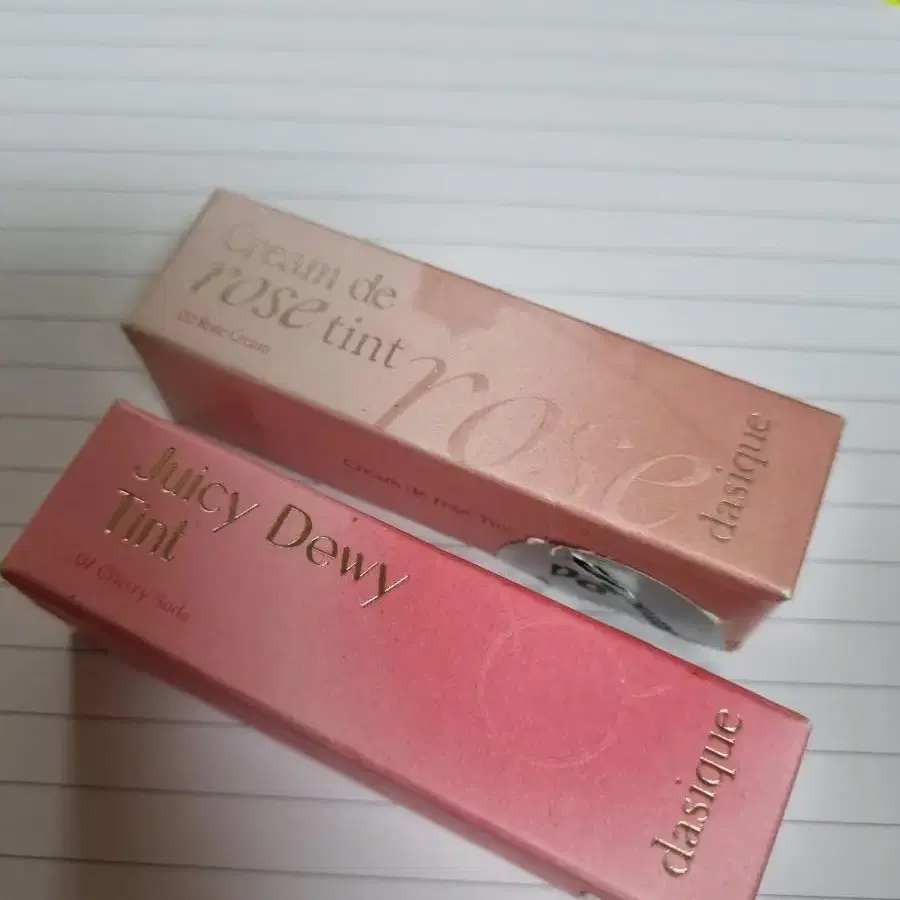 Cream de
rose tint
02 Rose Cream
rose
dasique
Cream de rose Tint
Juicy Dewy
Tint
Cherry Soda
dasique